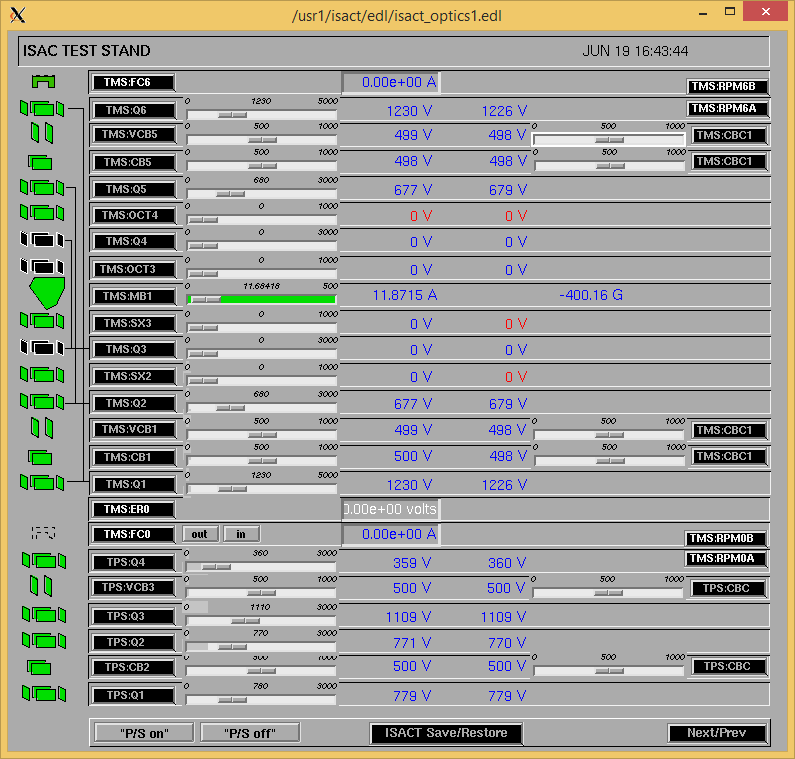 /usr1/isact/edl/isact_optics1.edl
ISAC TEST STAND JUN 19 16:43:44
TMS:FC6 0.00e+00 A TMS:RPM6B
TMS:Q6 0 1230 5000 1230 V 1226 V TMS:RPM6A
TMS:VCB5 0 500 1000 499 V 498 V 0 500 1000 TMS:CBC1
TMS:CB5 0 500 1000 498 V 498 V 0 500 1000 TMS:CBC1
TMS:Q5 0 680 3000 677 V 679 V
TMS:OCT4 0 0 1000 0 V 0 V
TMS:Q4 0 0 3000 0 V 0 V
TMS:OCT3 0 0 1000 0 V 0 V
TMS:MB1 0 11.68418 500 11.8715 A -400.16 G
TMS:SX3 0 0 1000 0 V 0 V
TMS:Q3 0 0 3000 0 V 0 V
TMS:SX2 0 0 1000 0 V 0 V
TMS:Q2 0 680 3000 677 V 679 V
TMS:VCB1 0 500 1000 499 V 498 V 0 500 1000 TMS:CBC1
TMS:CB1 0 500 1000 500 V 498 V 0 500 1000 TMS:CBC1
TMS:Q1 0 1230 5000 1230 V 1226 V
TMS:ER0 0.00e+00 volts
TMS:FC0 out in 0.00e+00 A TMS:RPM0B
TPS:Q4 0 360 3000 359 V 360 V TMS:RPM0A
TPS:VCB3 0 500 1000 500 V 500 V 0 500 1000 TPS:CBC
TPS:Q3 0 1110 3000 1109 V 1109 V
TPS:Q2 0 770 3000 771 V 770 V
TPS:CB2 0 500 1000 500 V 500 V 0 500 1000 TPS:CBC
TPS:Q1 0 780 3000 779 V 779 V
"P/S on" "P/S off" ISACT Save/Restore Next/Prev